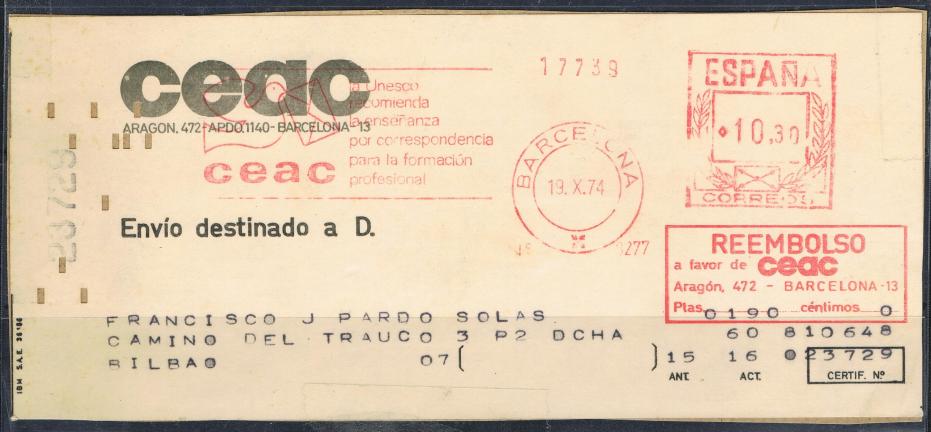 ceac
ARAGON, 472-APDO.1140-BARCELONA-13
la Unesco
recomienda
la enseñanza
por correspondencia
para la formación
profesional
ceac
17739
BARCELONA
19.X.74
ESPAÑA
10,30
CORREOS
Envío destinado a D.
REEMBOLSO
a favor de ceac
Aragón, 472 - BARCELONA-13
Ptas. 0190 céntimos 0
FRANCISCO J PARDO SOLAS
60 810648
CAMINO DEL TRAUCO 3 P2 DCHA
BILBAO 07 ( ) 15 16 023729
ANT. ACT. CERTIF. Nº
23729